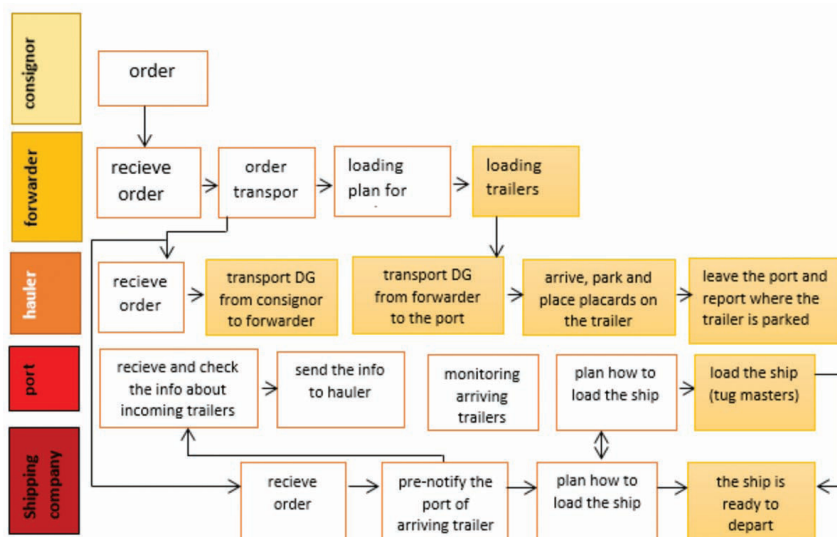 consignor
order
forwarder
recieve
order
order
transpor
loading
plan for
loading
trailers
hauler
recieve
order
transport DG
from consignor
to forwarder
transport DG
from forwarder
to the port
arrive, park and
place placards on
the trailer
leave the port and
report where the
trailer is parked
port
recieve and check
the info about
incoming trailers
send the info
to hauler
monitoring
arriving
trailers
plan how to
load the ship
load the ship
(tug masters)
Shipping
company
recieve
order
pre-notify the
port of
arriving trailer
plan how to
load the ship
the ship is
ready to
depart